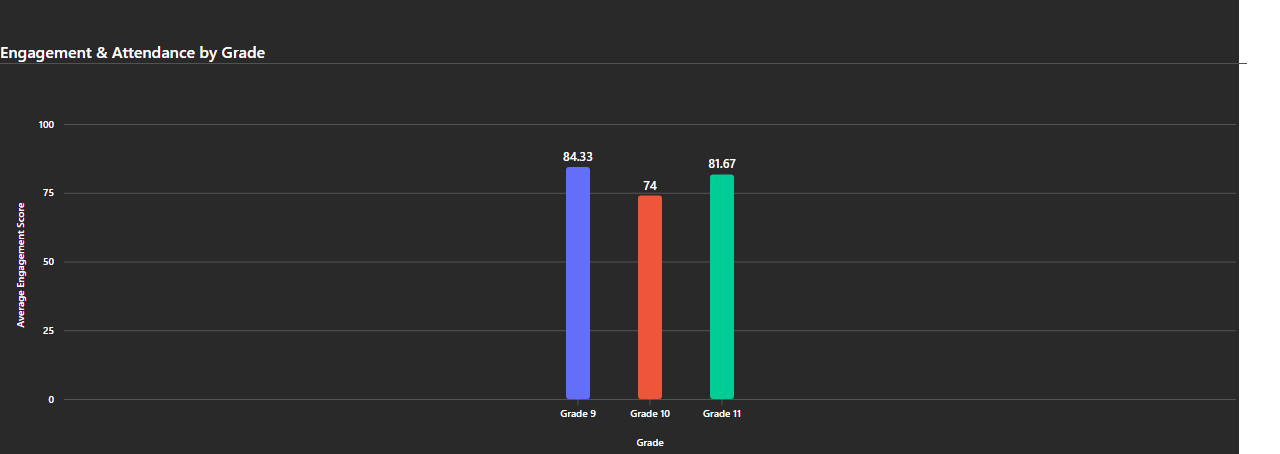 Engagement & Attendance by Grade
100
75
50
25
0
Average Engagement Score
84.33
74
81.67
Grade 9
Grade 10
Grade 11
Grade